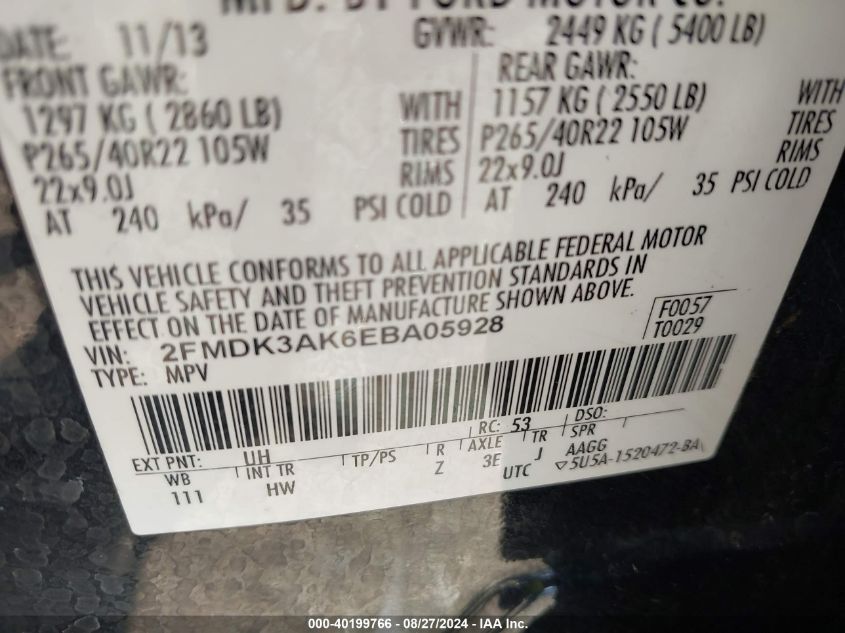 MFD. BY FORD MOTOR CO.
DATE: 11/13 GVWR: 2449 KG ( 5400 LB)
FRONT GAWR: REAR GAWR:
1297 KG ( 2860 LB) WITH 1157 KG ( 2550 LB) WITH
P265/40R22 105W TIRES P265/40R22 105W TIRES
22x9.0J RIMS 22x9.0J RIMS
AT 240 kPa/ 35 PSI COLD AT 240 kPa/ 35 PSI COLD
THIS VEHICLE CONFORMS TO ALL APPLICABLE FEDERAL MOTOR
VEHICLE SAFETY AND THEFT PREVENTION STANDARDS IN
EFFECT ON THE DATE OF MANUFACTURE SHOWN ABOVE.
VIN: 2FMDK3AK6EBA05928 F0057
TYPE: MPV T0029
EXT PNT: UH RC: 53 DSO:
WB INT TR TP/PS R AXLE TR SPR
111 HW Z 3E J AAGG
UTC 5U5A-1520472-BA
000-40199766 - 08/27/2024 - IAA Inc.